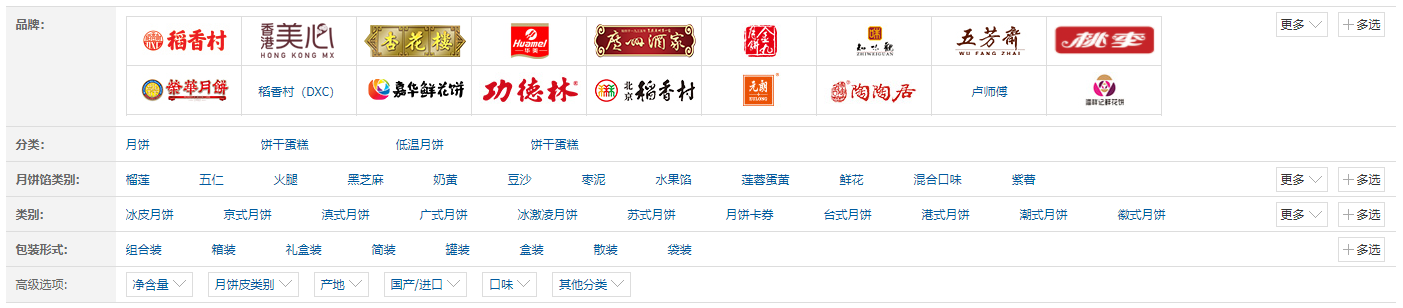 品牌： 稻香村 香港美心 HONG KONG MX 杏花楼 Huamei 华美 广州酒家 金九月饼 知味觀 ZHIWEIGUAN 五芳斋 WU FANG ZHAI 桃李 更多 多选
荣华月饼 稻香村（DXC） 嘉华鲜花饼 功德林 北京稻香村 元朗 EULONG 陶陶居 卢师傅 潘祥记鲜花饼
分类： 月饼 饼干蛋糕 低温月饼 饼干蛋糕
月饼馅类别： 榴莲 五仁 火腿 黑芝麻 奶黄 豆沙 枣泥 水果馅 莲蓉蛋黄 鲜花 混合口味 紫蓉 更多 多选
类别： 冰皮月饼 京式月饼 滇式月饼 广式月饼 冰激凌月饼 苏式月饼 月饼卡券 台式月饼 港式月饼 潮式月饼 徽式月饼 更多 多选
包装形式： 组合装 箱装 礼盒装 简装 罐装 盒装 散装 袋装 多选
高级选项： 净含量 月饼皮类别 产地 国产/进口 口味 其他分类